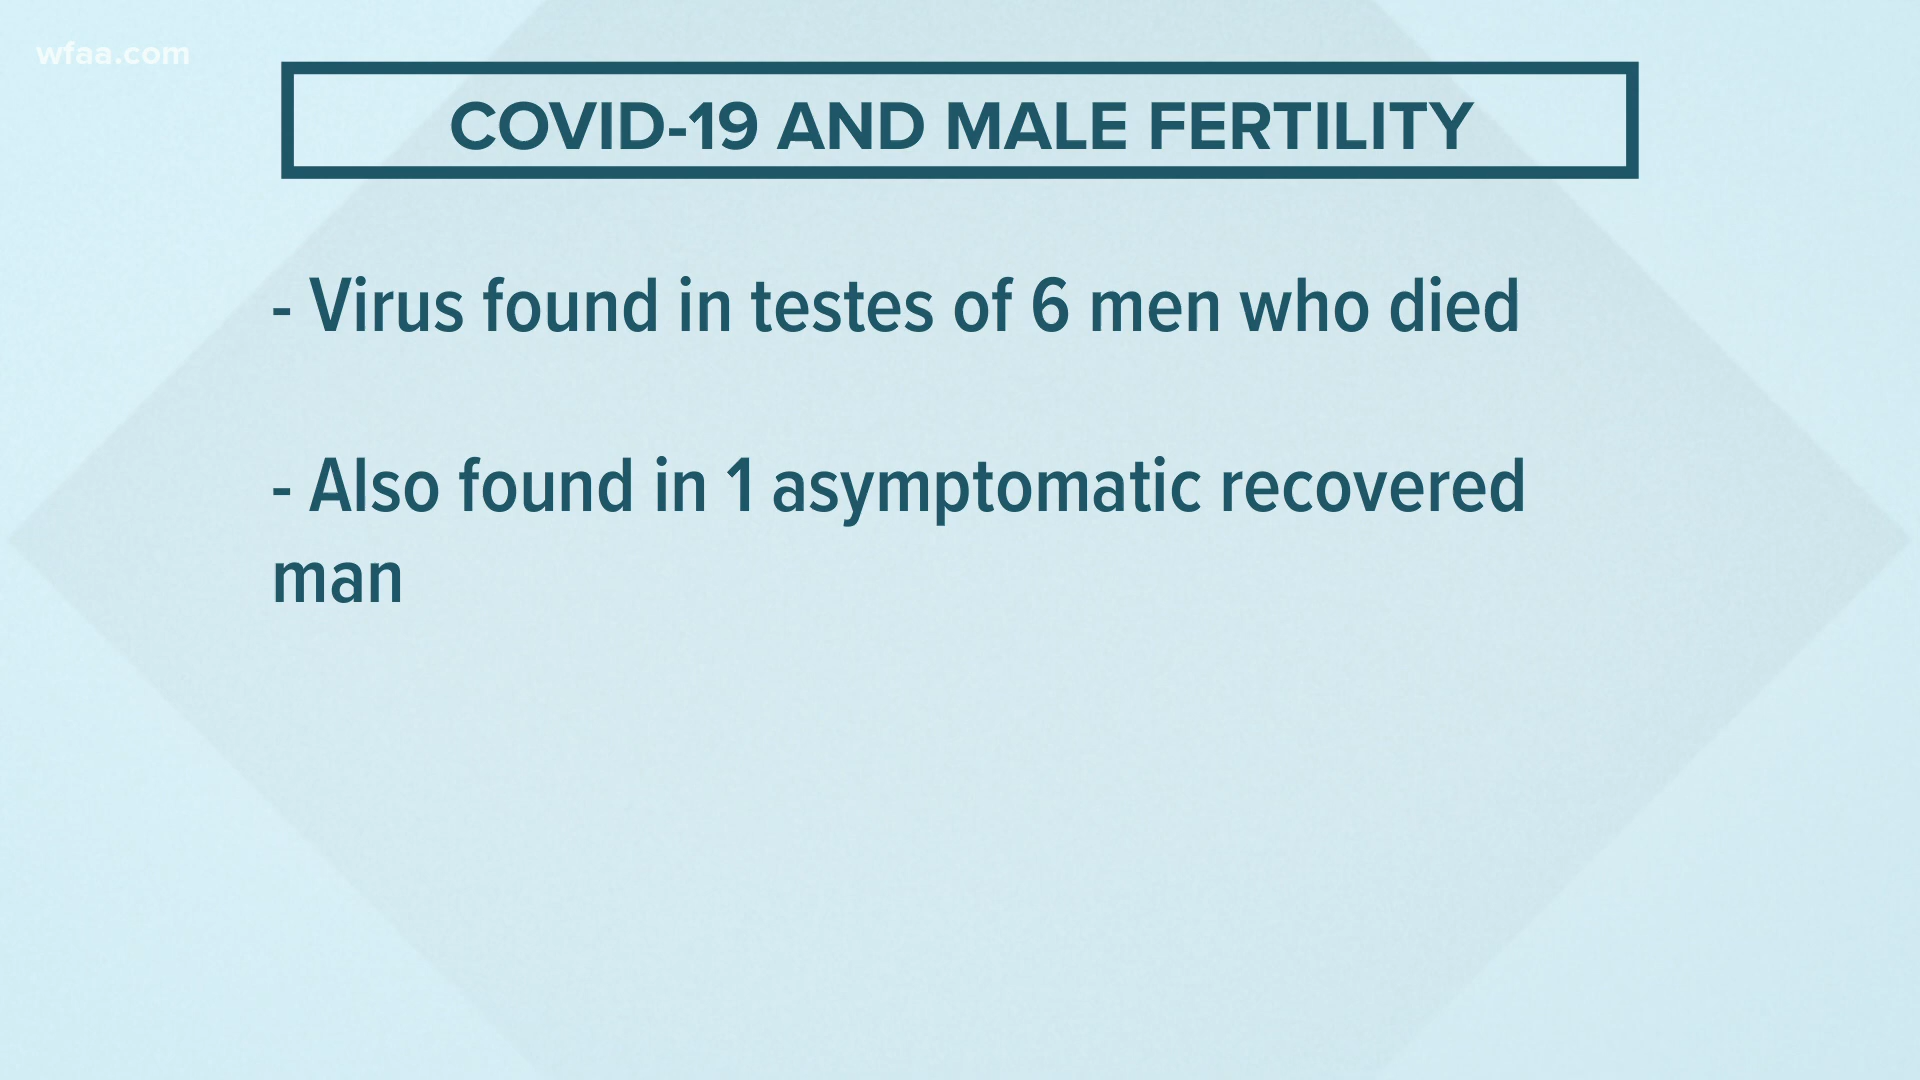 wfaa.com
COVID-19 AND MALE FERTILITY
- Virus found in testes of 6 men who died
- Also found in 1 asymptomatic recovered
man